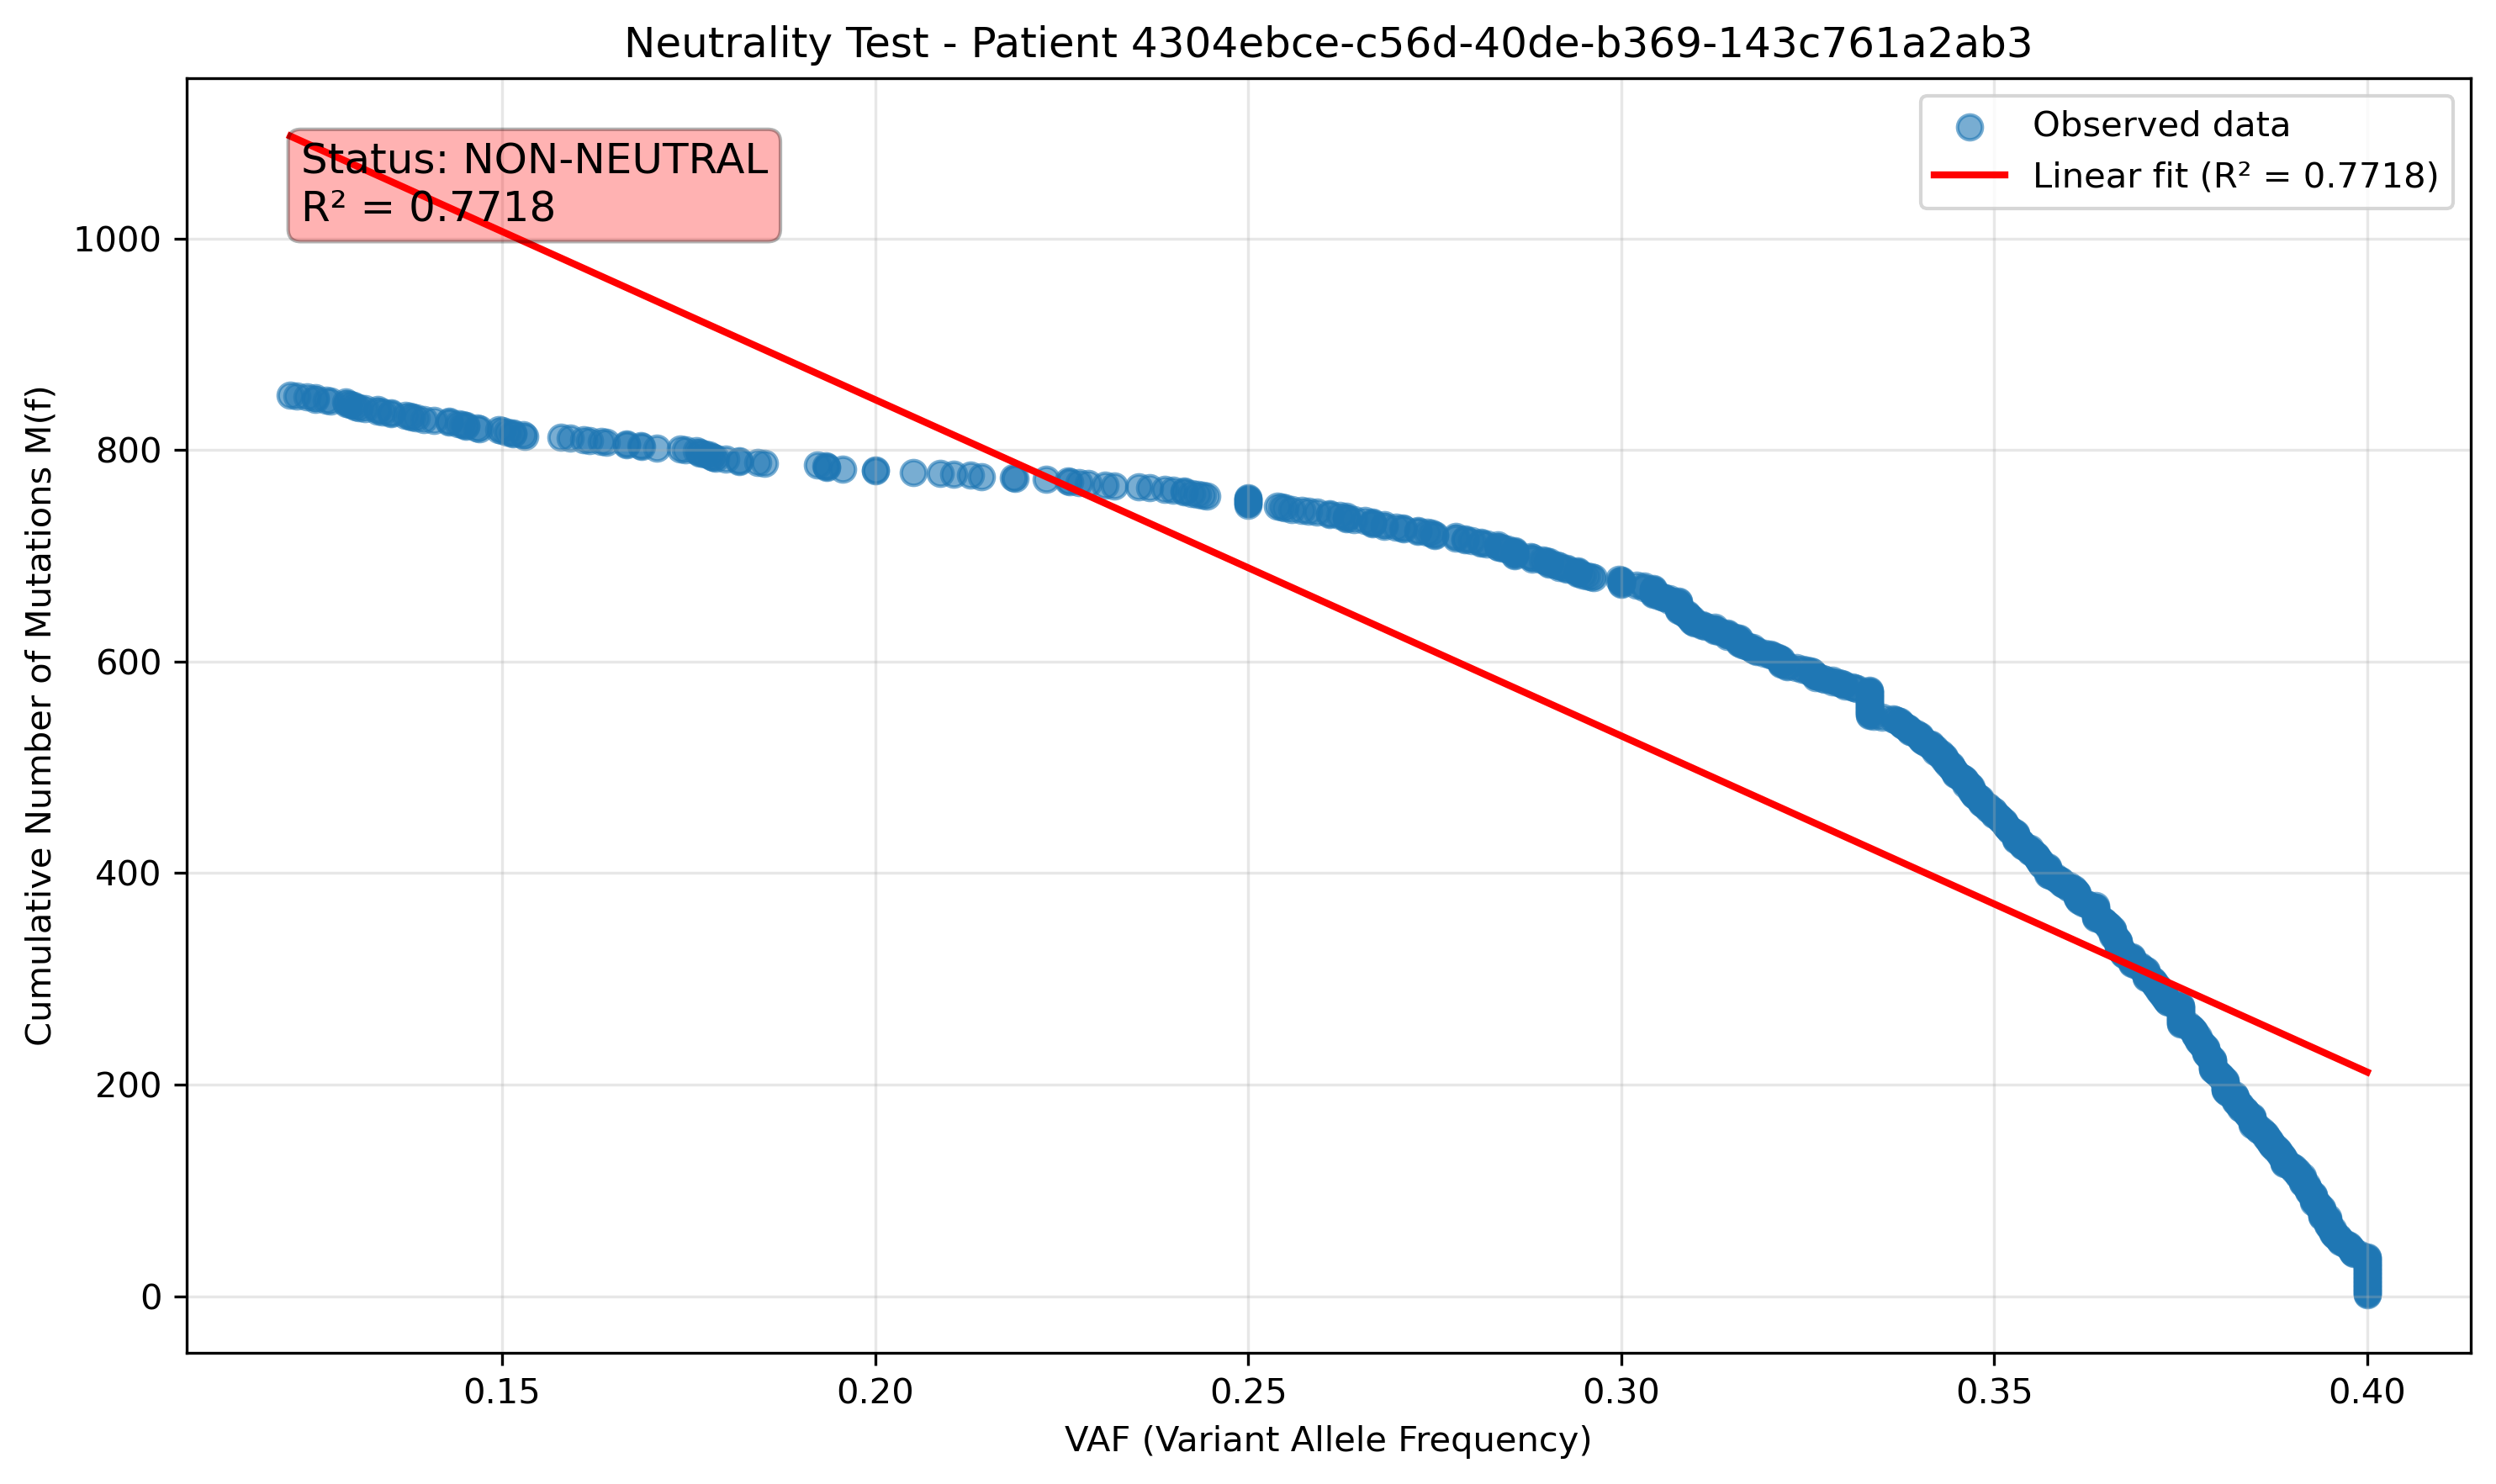 Neutrality Test - Patient 4304ebce-c56d-40de-b369-143c761a2ab3
Observed data
Linear fit (R² = 0.7718)
Status: NON-NEUTRAL
R² = 0.7718
Cumulative Number of Mutations M(f)
1000
800
600
400
200
0
0.15 0.20 0.25 0.30 0.35 0.40
VAF (Variant Allele Frequency)